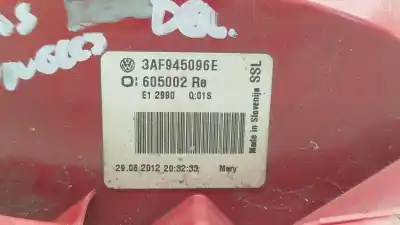 DEL.
3AF945096E
605002 Re
E1 2990 Q:01S
Made in Slovenija SSL
29.08.2012 20:32:33 Mery